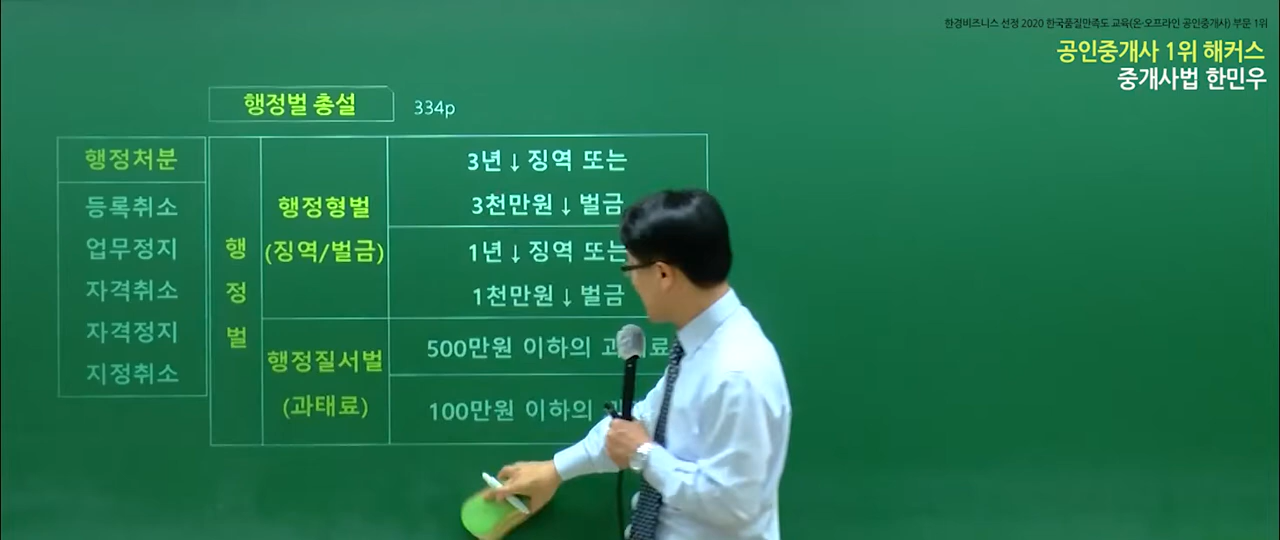 한경비즈니스 선정 2020 한국품질만족도 교육(온·오프라인 공인중개사) 부문 1위
공인중개사 1위 해커스
중개사법 한민우
행정벌 총설
334p
행정처분
등록취소
업무정지
자격취소
자격정지
지정취소
행
정
벌
행정형벌
(징역/벌금)
3년↓징역 또는
3천만원↓벌금
1년↓징역 또는
1천만원↓벌금
행정질서벌
(과태료)
500만원 이하의
100만원 이하의